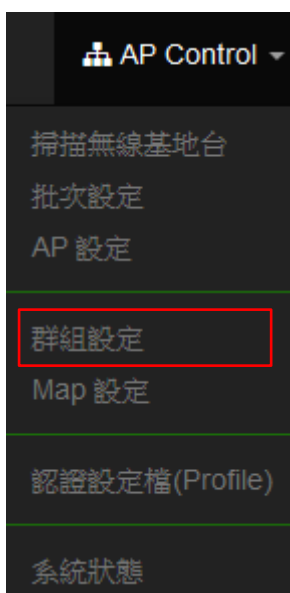 AP Control
掃描無線基地台
批次設定
AP 設定
群組設定
Map 設定
認證設定檔(Profile)
系統狀態